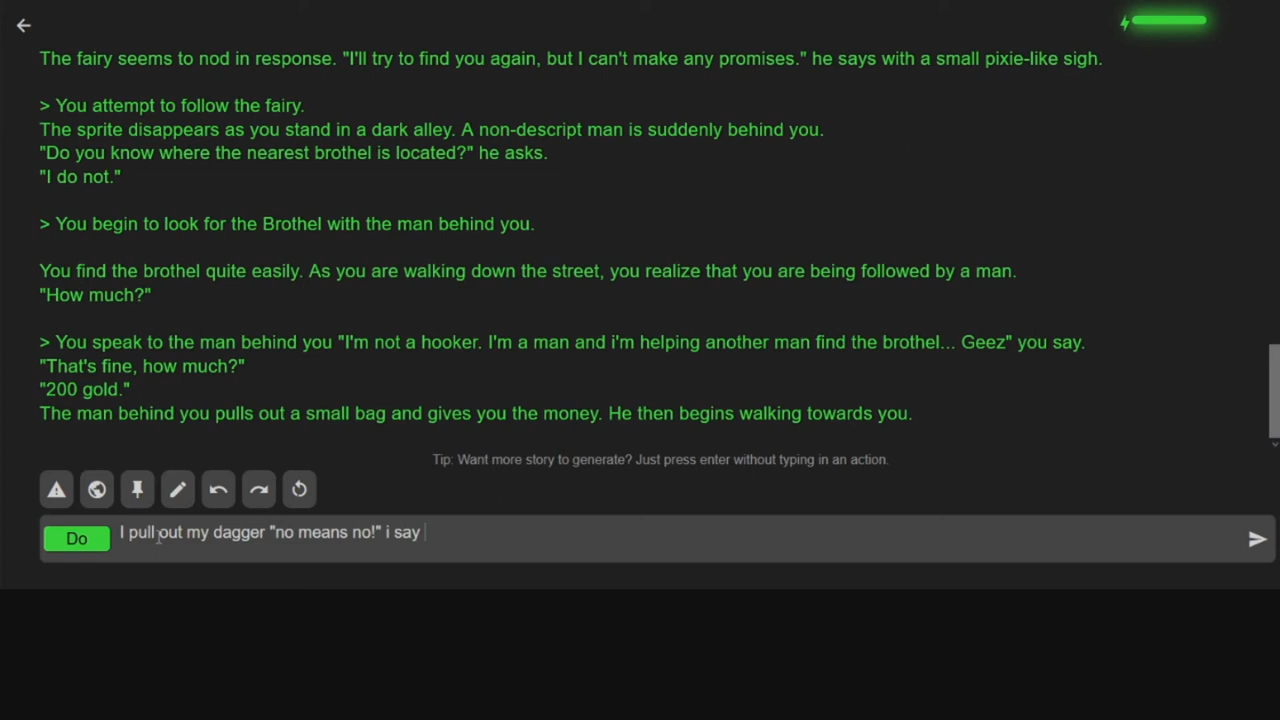 The fairy seems to nod in response. "I'll try to find you again, but I can't make any promises." he says with a small pixie-like sigh.
> You attempt to follow the fairy.
The sprite disappears as you stand in a dark alley. A non-descript man is suddenly behind you.
"Do you know where the nearest brothel is located?" he asks.
"I do not."
> You begin to look for the Brothel with the man behind you.
You find the brothel quite easily. As you are walking down the street, you realize that you are being followed by a man.
"How much?"
> You speak to the man behind you "I'm not a hooker. I'm a man and i'm helping another man find the brothel... Geez" you say.
"That's fine, how much?"
"200 gold."
The man behind you pulls out a small bag and gives you the money. He then begins walking towards you.
Tip: Want more story to generate? Just press enter without typing in an action.
Do I pull out my dagger "no means no!" i say